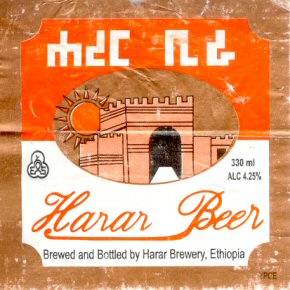 ሐረር ቢራ
330 ml
ALC 4.25%
Harar Beer
Brewed and Bottled by Harar Brewery, Ethiopia
PCE